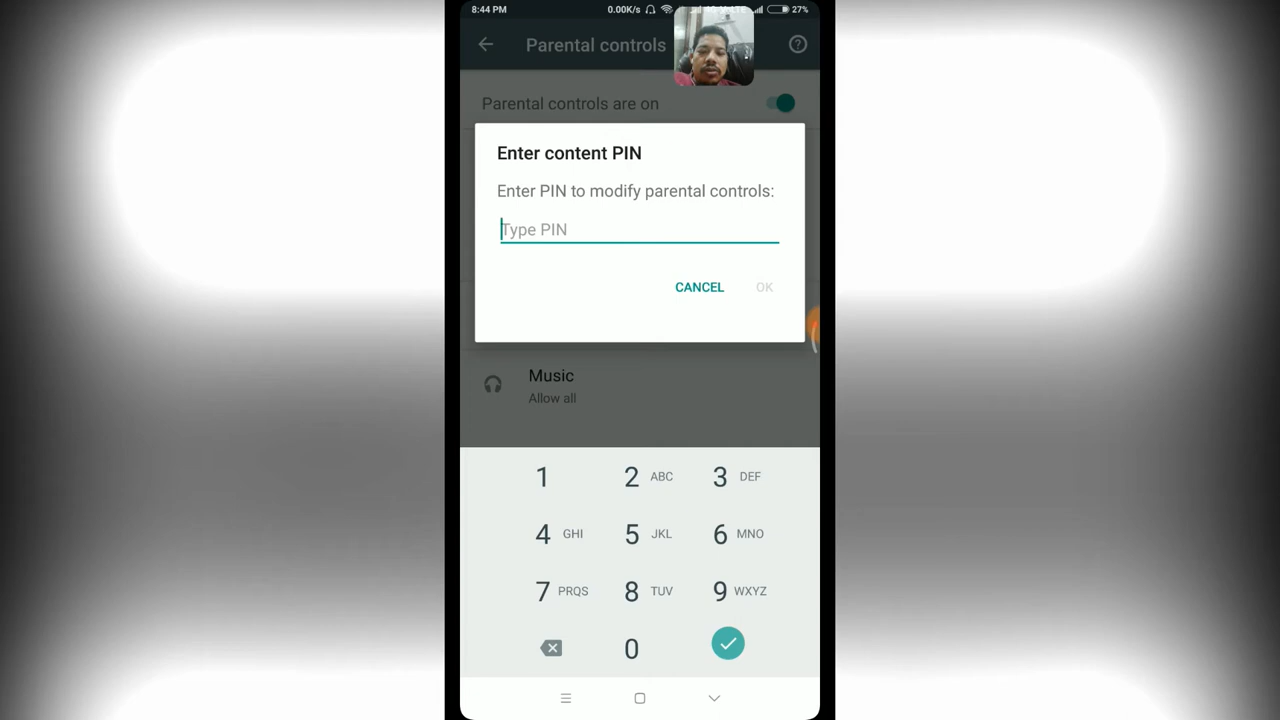 8:44 PM 0.00K/s 27%
Parental controls
Parental controls are on
Enter content PIN
Enter PIN to modify parental controls:
Type PIN
CANCEL OK
Music
Allow all
1 2 ABC 3 DEF
4 GHI 5 JKL 6 MNO
7 PRQS 8 TUV 9 WXYZ
0